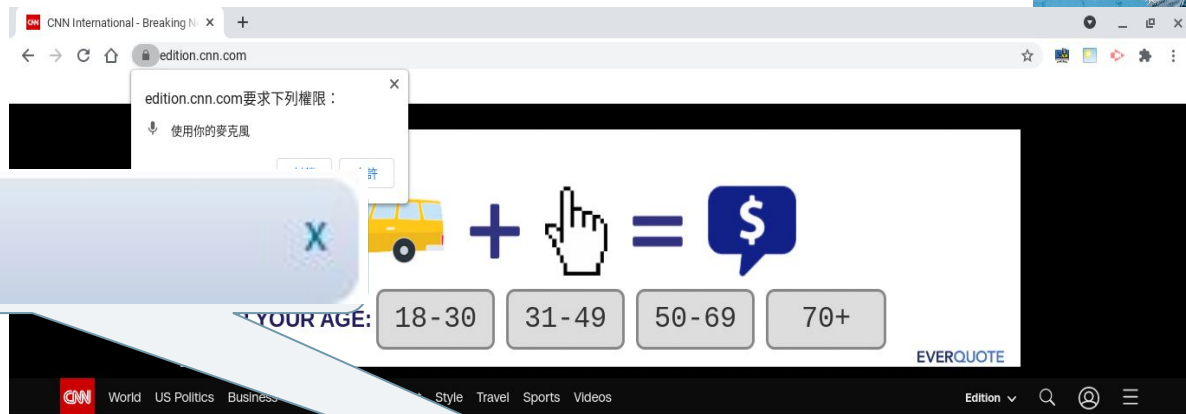 CNN International - Breaking N
edition.cnn.com
edition.cnn.com要求下列權限：
使用你的麥克風
許
X
$
YOUR AGE: 18-30 31-49 50-69 70+
EVERQUOTE
CNN World US Politics Business Style Travel Sports Videos Edition